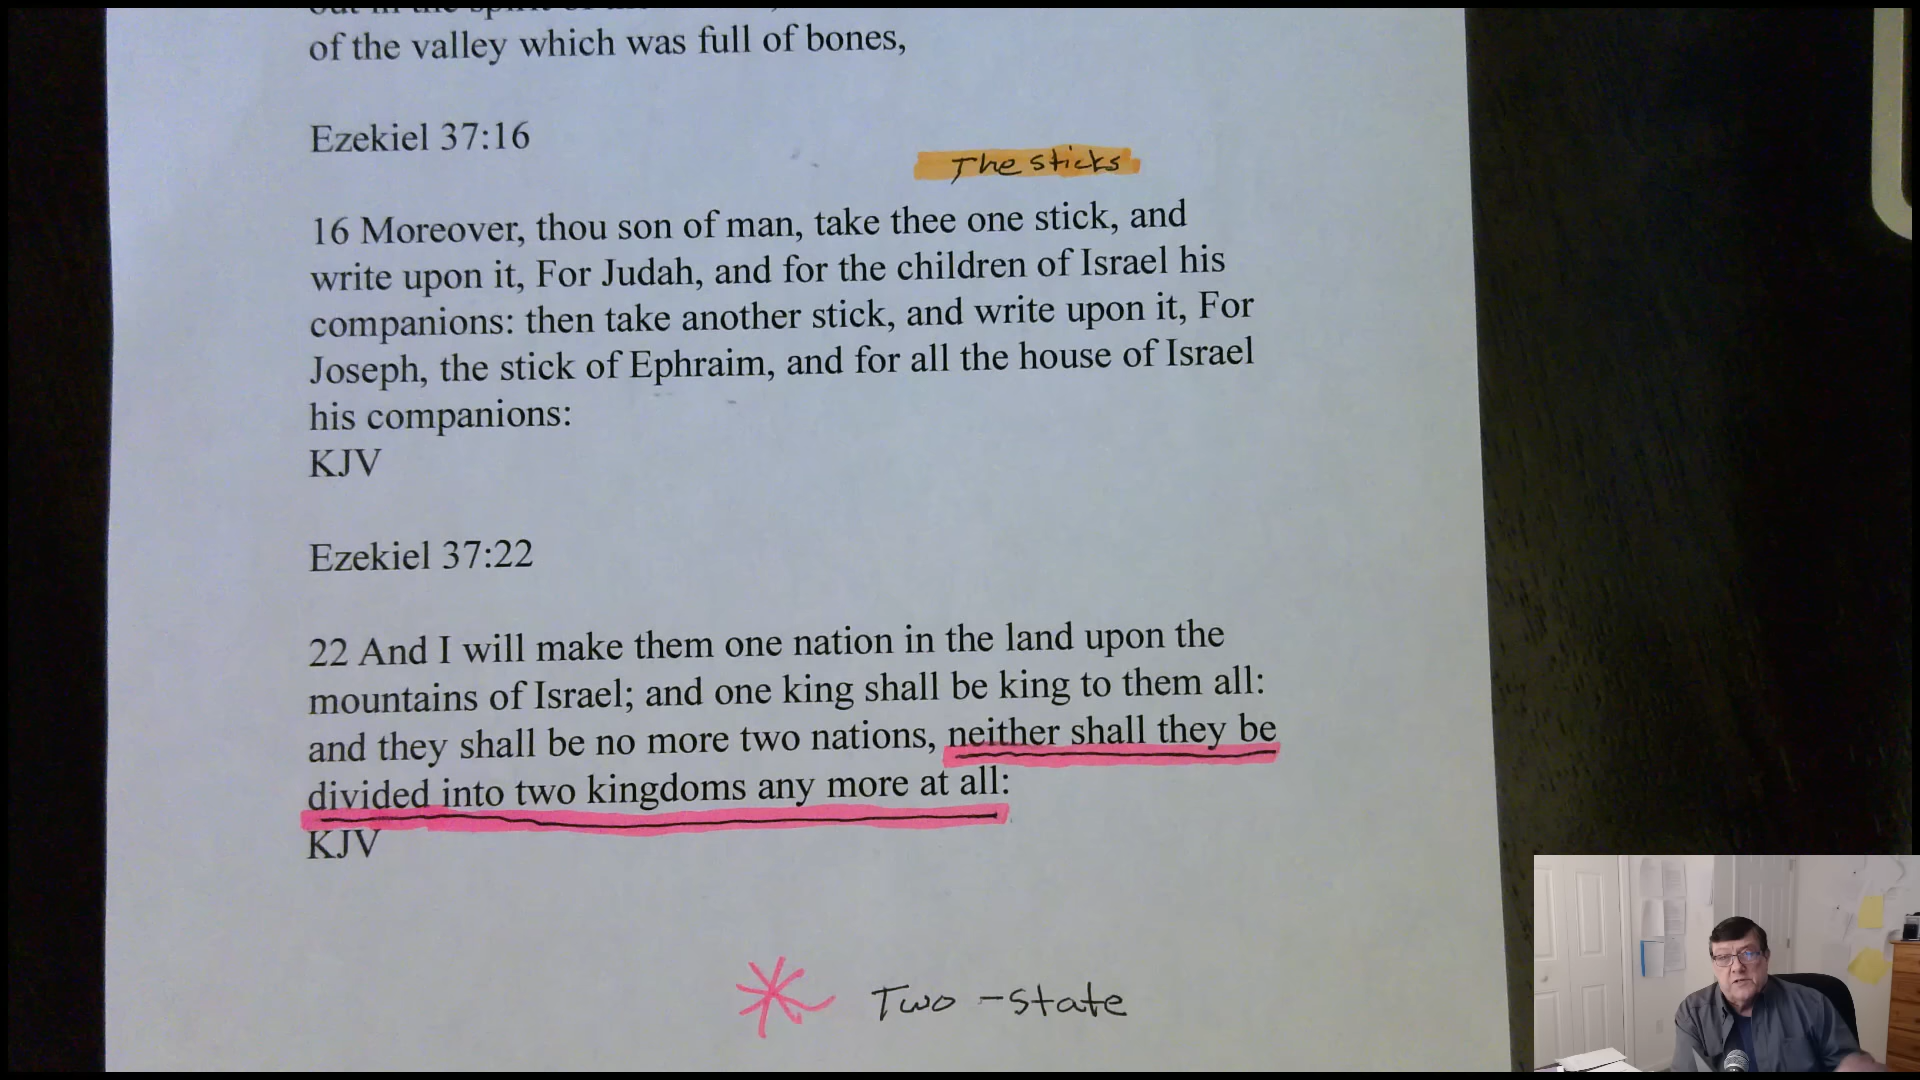 of the valley which was full of bones,
Ezekiel 37:16
The sticks
16 Moreover, thou son of man, take thee one stick, and
write upon it, For Judah, and for the children of Israel his
companions: then take another stick, and write upon it, For
Joseph, the stick of Ephraim, and for all the house of Israel
his companions:
KJV
Ezekiel 37:22
22 And I will make them one nation in the land upon the
mountains of Israel; and one king shall be king to them all:
and they shall be no more two nations, neither shall they be
divided into two kingdoms any more at all:
KJV
Two-state